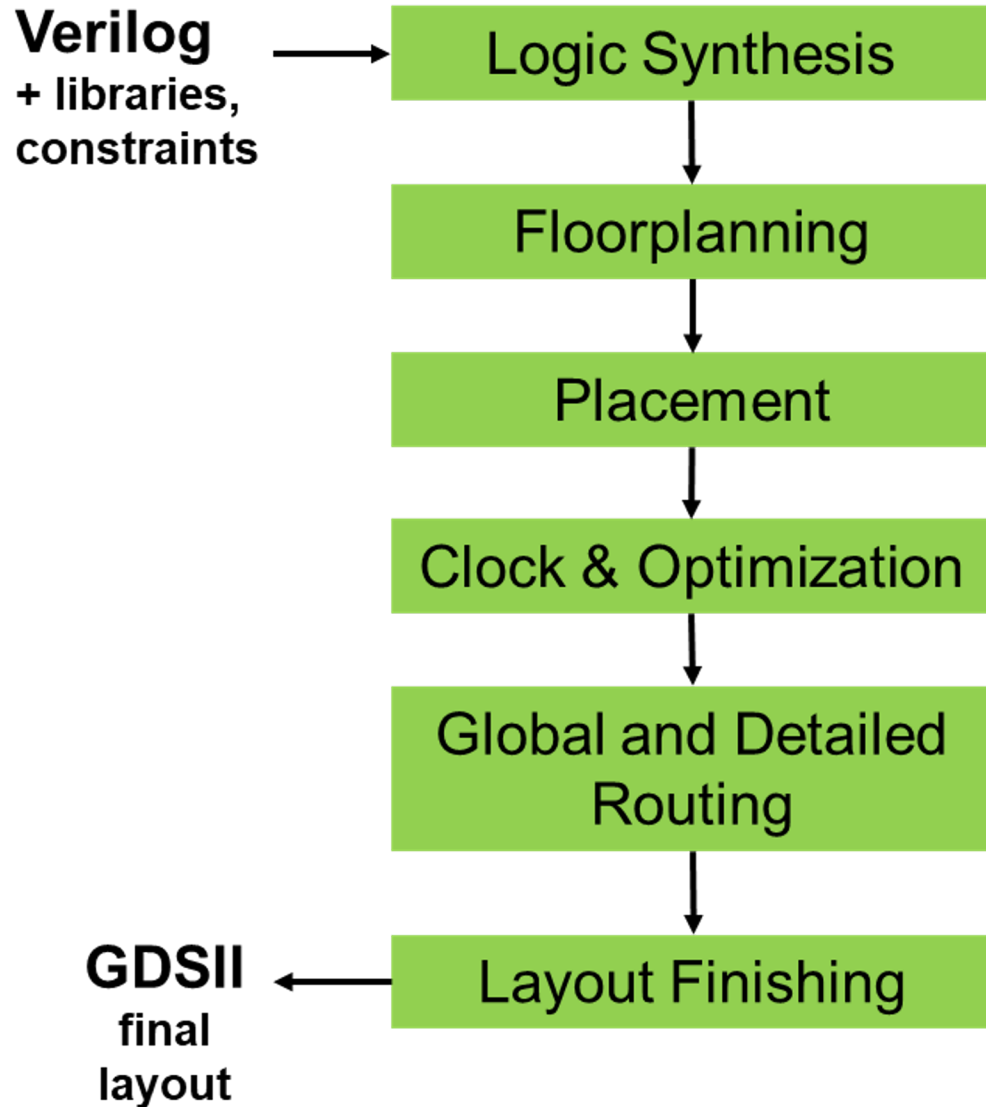 Verilog
+ libraries,
constraints
Logic Synthesis
Floorplanning
Placement
Clock & Optimization
Global and Detailed
Routing
Layout Finishing
GDSII
final
layout